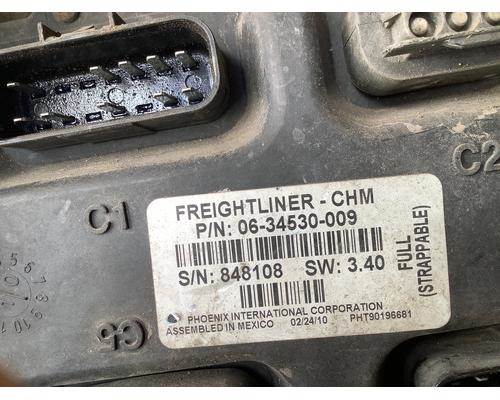 C1
C2
C3
FREIGHTLINER - CHM
P/N: 06-34530-009
S/N: 848108 SW: 3.40
FULL
(STRAPPABLE)
PHOENIX INTERNATIONAL CORPORATION
ASSEMBLED IN MEXICO 02/24/10 PHT90196681